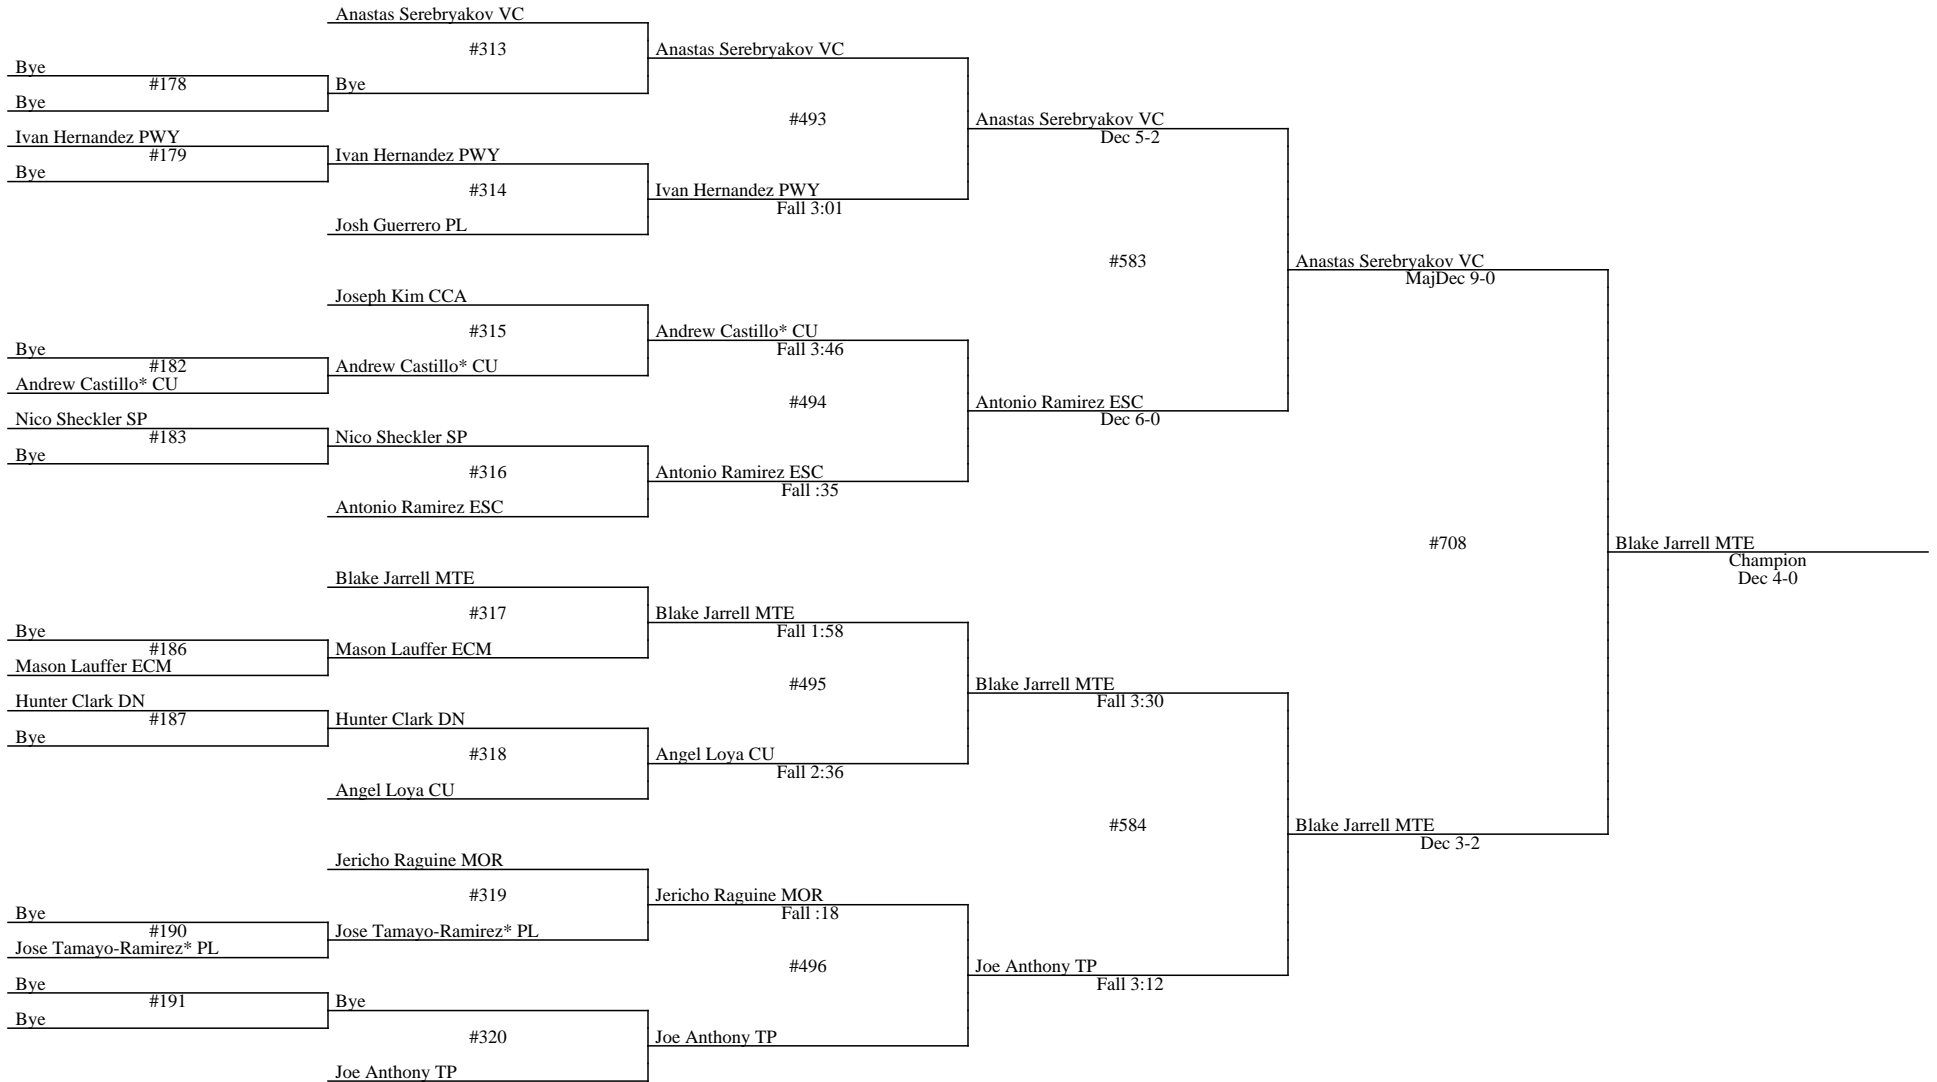 Anastas Serebryakov VC
#313
Anastas Serebryakov VC
Bye
#178
Bye
Bye
Ivan Hernandez PWY
#179
Bye
Ivan Hernandez PWY
#314
Josh Guerrero PL
Ivan Hernandez PWY
Fall 3:01
#493
Anastas Serebryakov VC
Dec 5-2
Joseph Kim CCA
#315
Bye
#182
Andrew Castillo* CU
Andrew Castillo* CU
Andrew Castillo* CU
Fall 3:46
Nico Sheckler SP
#183
Bye
Nico Sheckler SP
#316
Antonio Ramirez ESC
Antonio Ramirez ESC
Fall :35
#494
Antonio Ramirez ESC
Dec 6-0
#583
Anastas Serebryakov VC
MajDec 9-0
Blake Jarrell MTE
#317
Bye
#186
Mason Lauffer ECM
Mason Lauffer ECM
Blake Jarrell MTE
Fall 1:58
Hunter Clark DN
#187
Bye
Hunter Clark DN
#318
Angel Loya CU
Angel Loya CU
Fall 2:36
#495
Blake Jarrell MTE
Fall 3:30
Jericho Raguine MOR
#319
Bye
#190
Jose Tamayo-Ramirez* PL
Jose Tamayo-Ramirez* PL
Jericho Raguine MOR
Fall :18
Bye
#191
Bye
Bye
#320
Joe Anthony TP
Joe Anthony TP
#496
Joe Anthony TP
Fall 3:12
#584
Blake Jarrell MTE
Dec 3-2
#708
Blake Jarrell MTE
Champion
Dec 4-0